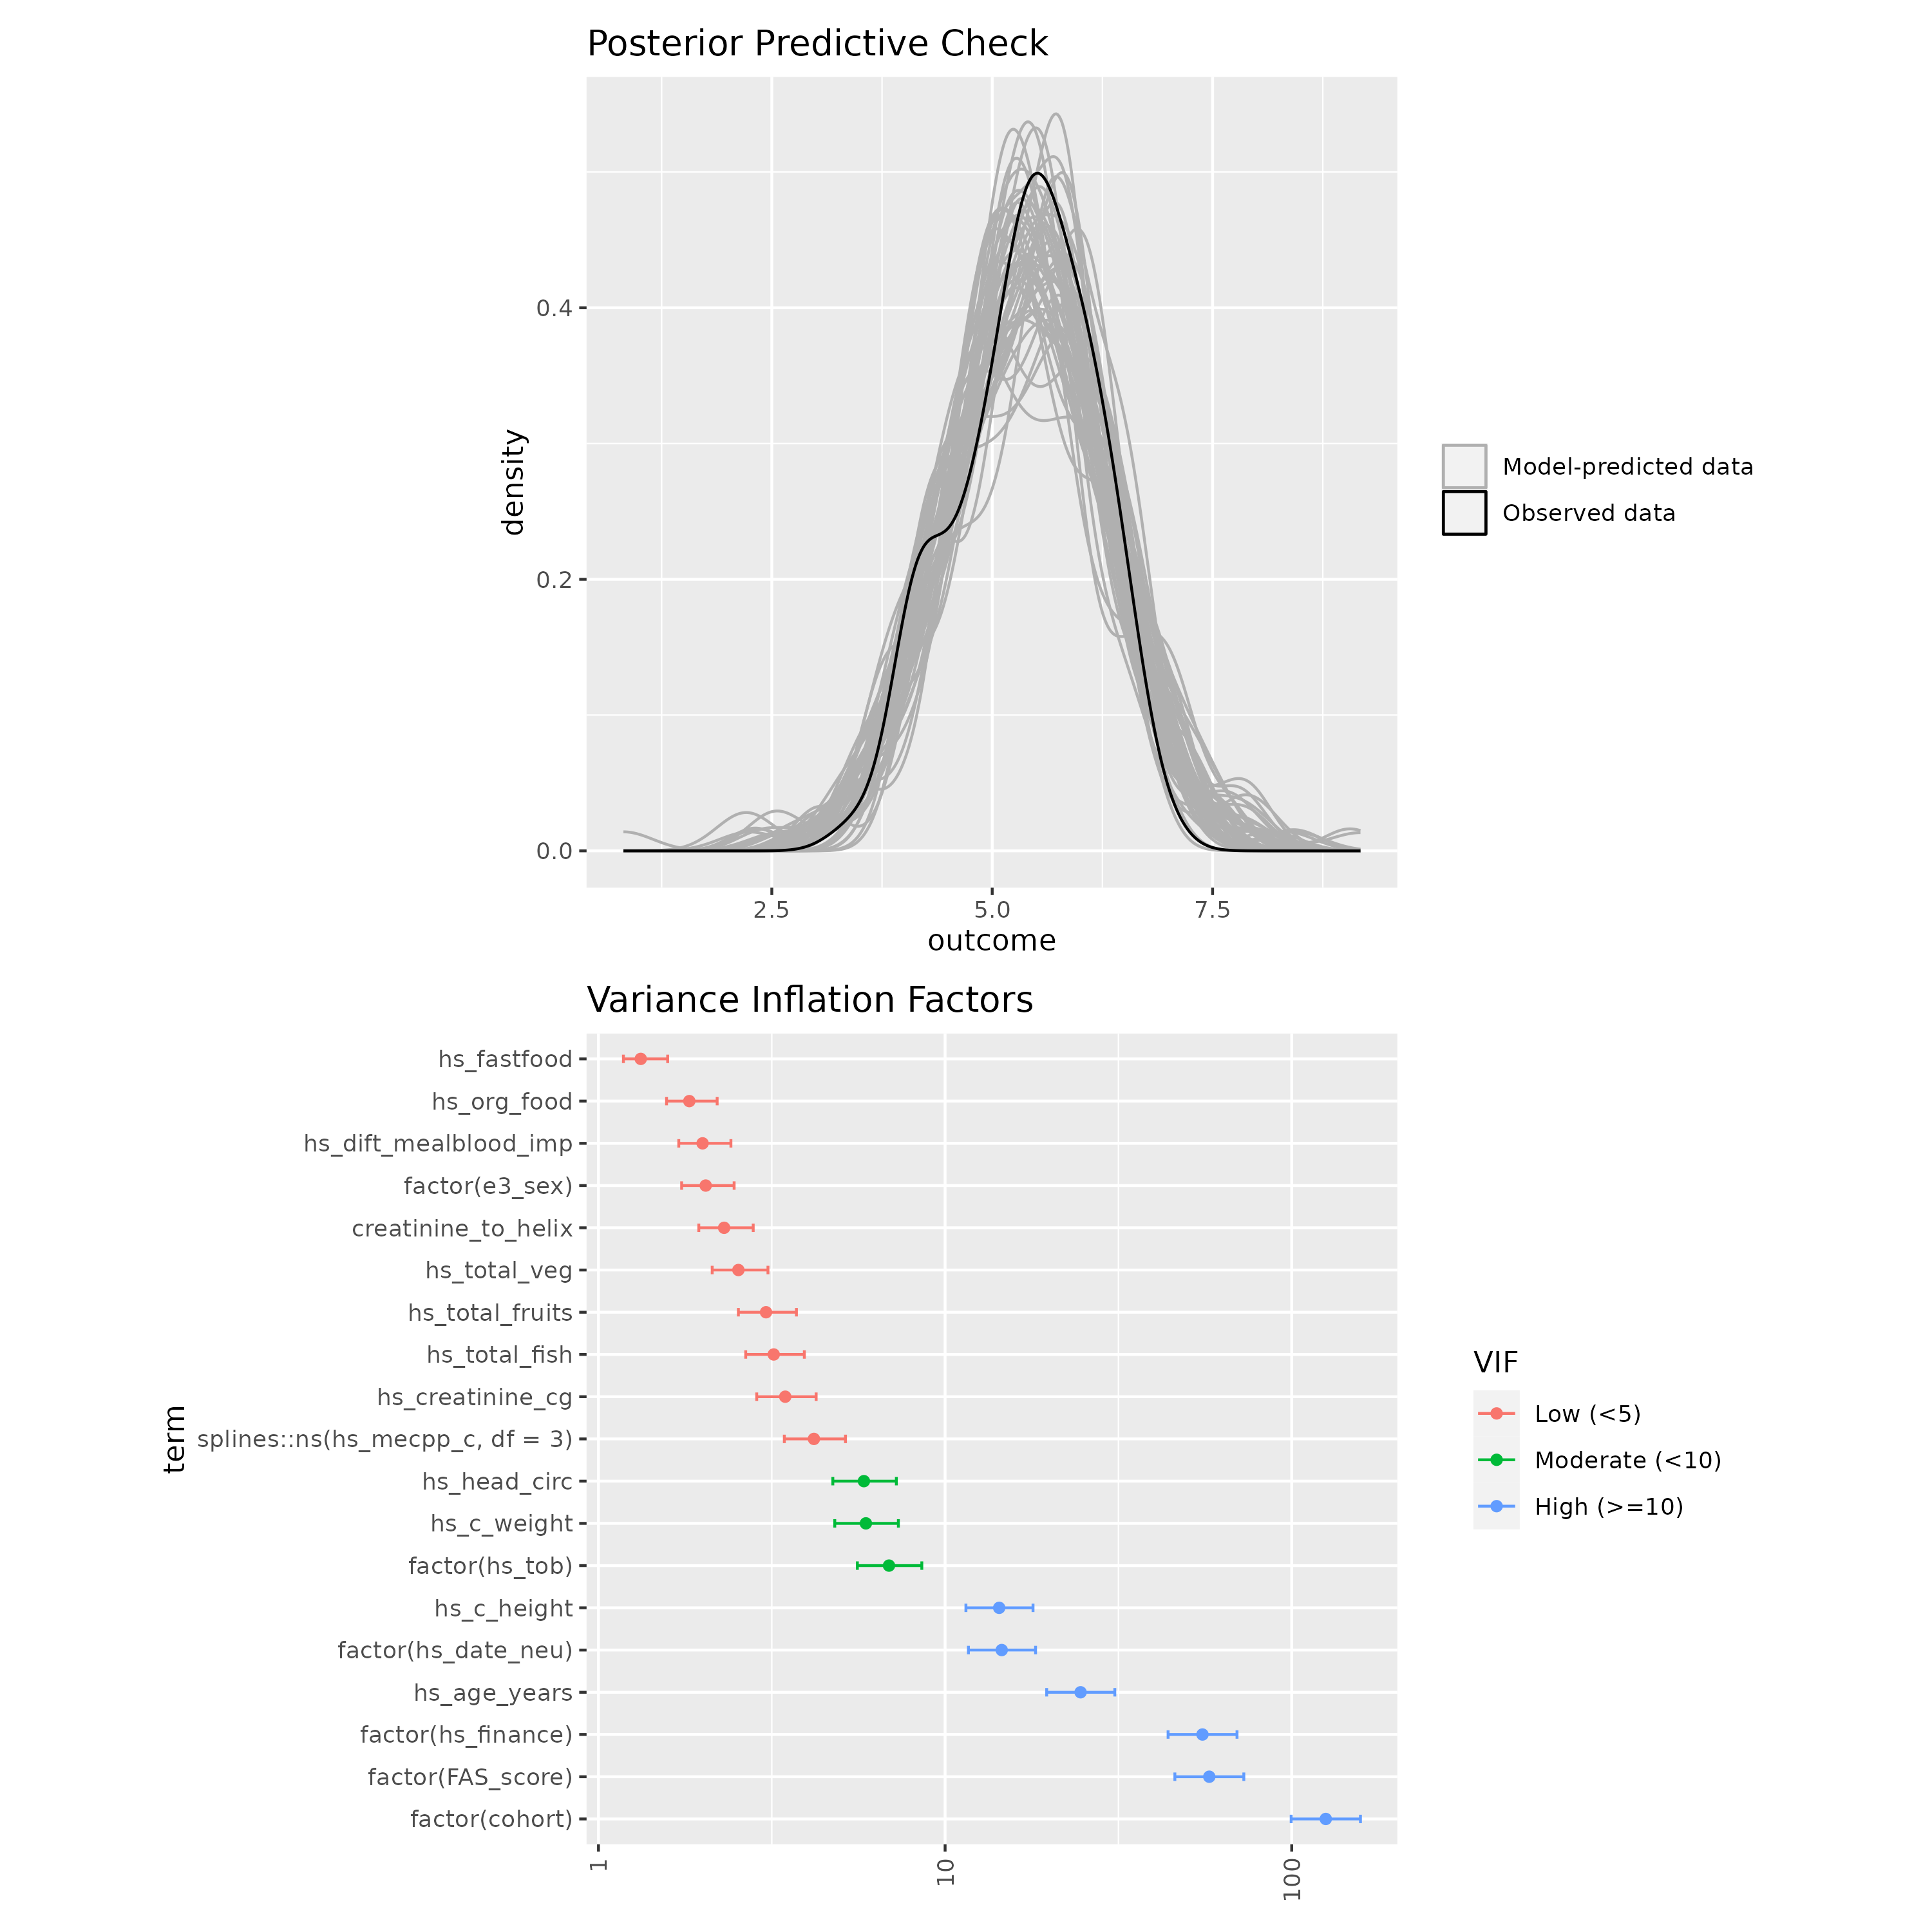 Posterior Predictive Check
density
0.4
0.2
0.0
2.5 5.0 7.5
outcome
Model-predicted data
Observed data
Variance Inflation Factors
term
hs_fastfood
hs_org_food
hs_dift_mealblood_imp
factor(e3_sex)
creatinine_to_helix
hs_total_veg
hs_total_fruits
hs_total_fish
hs_creatinine_cg
splines::ns(hs_mecpp_c, df = 3)
hs_head_circ
hs_c_weight
factor(hs_tob)
hs_c_height
factor(hs_date_neu)
hs_age_years
factor(hs_finance)
factor(FAS_score)
factor(cohort)
1 10 100
VIF
Low (<5)
Moderate (<10)
High (>=10)